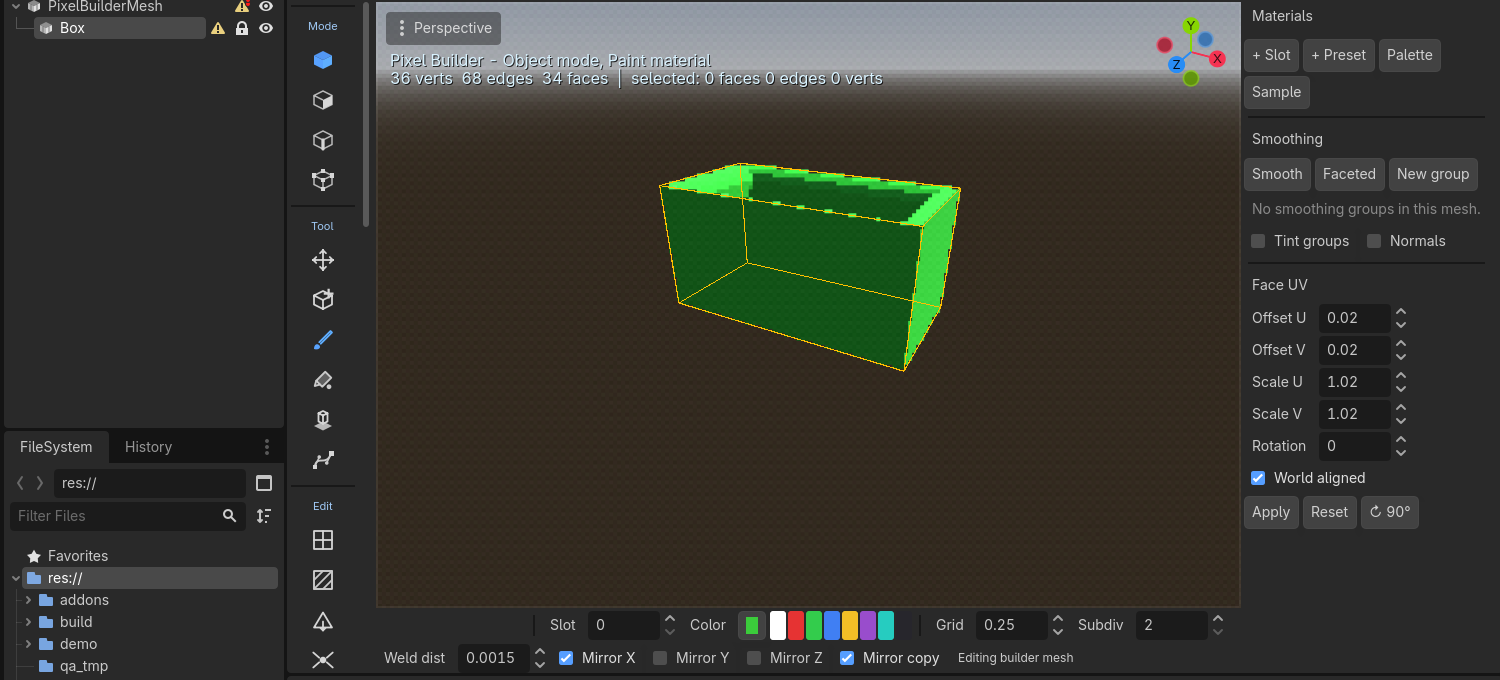 PixelBuilderMesh
Box
FileSystem
History
res://
Filter Files
Favorites
res://
addons
build
demo
qa_tmp
Mode
Tool
Edit
Perspective
Pixel Builder - Object mode, Paint material
36 verts 68 edges 34 faces | selected: 0 faces 0 edges 0 verts
Y
X
Z
Slot 0 Color Grid 0.25 Subdiv 2
Weld dist 0.0015 Mirror X Mirror Y Mirror Z Mirror copy Editing builder mesh
Materials
+ Slot + Preset Palette
Sample
Smoothing
Smooth Faceted New group
No smoothing groups in this mesh.
Tint groups Normals
Face UV
Offset U 0.02
Offset V 0.02
Scale U 1.02
Scale V 1.02
Rotation 0
World aligned
Apply Reset ↻ 90°